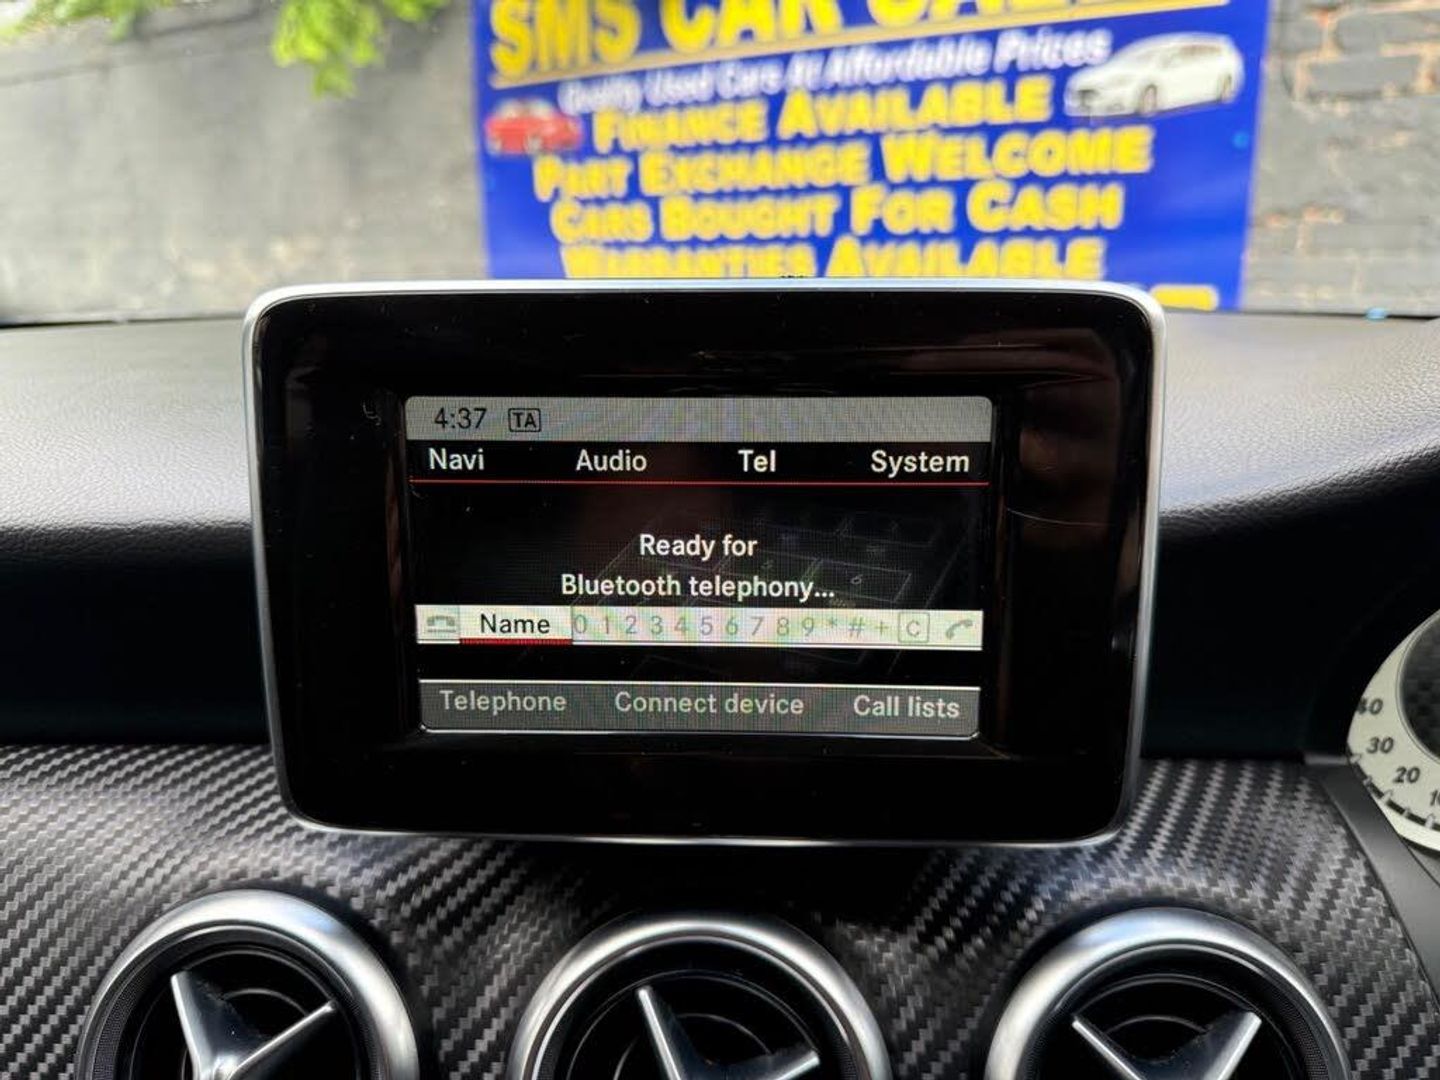 SMS CAR SALES
Quality Used Cars At Affordable Prices
FINANCE AVAILABLE
PART EXCHANGE WELCOME
CARS BOUGHT FOR CASH
WARRANTIES AVAILABLE
4:37 TA
Navi Audio Tel System
Ready for
Bluetooth telephony...
Name 0 1 2 3 4 5 6 7 8 9 * # + C
Telephone Connect device Call lists
40
30
20